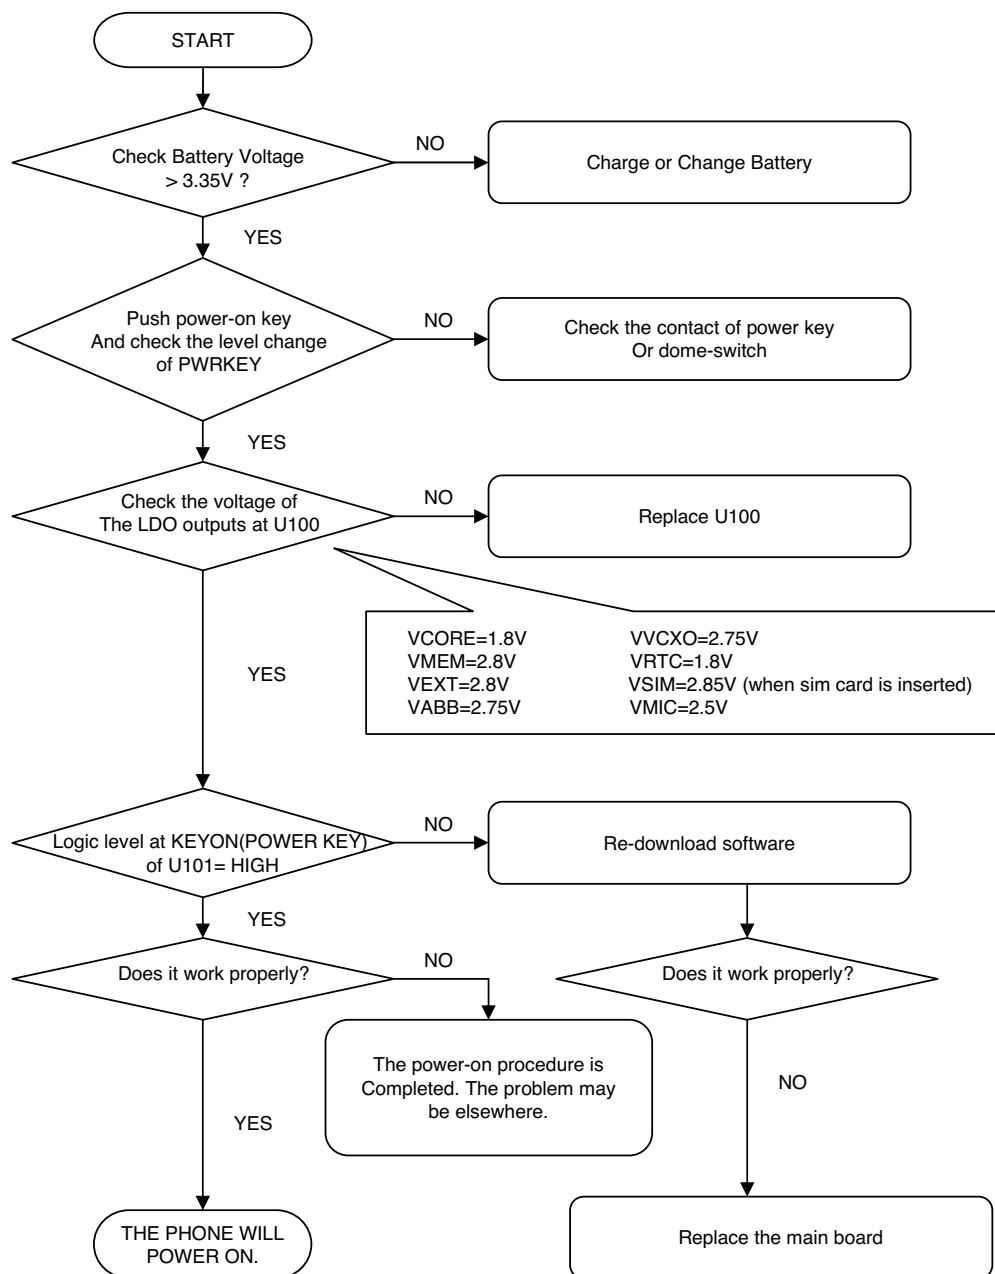 START
Check Battery Voltage
> 3.35V ?
NO
Charge or Change Battery
YES
Push power-on key
And check the level change
of PWRKEY
NO
Check the contact of power key
Or dome-switch
YES
Check the voltage of
The LDO outputs at U100
NO
Replace U100
VCORE=1.8V
VMEM=2.8V
VEXT=2.8V
VABB=2.75V
VVCXO=2.75V
VRTC=1.8V
VSIM=2.85V (when sim card is inserted)
VMIC=2.5V
YES
Logic level at KEYON(POWER KEY)
of U101= HIGH
NO
Re-download software
YES
Does it work properly?
NO
Does it work properly?
The power-on procedure is
Completed. The problem may
be elsewhere.
NO
YES
THE PHONE WILL
POWER ON.
Replace the main board